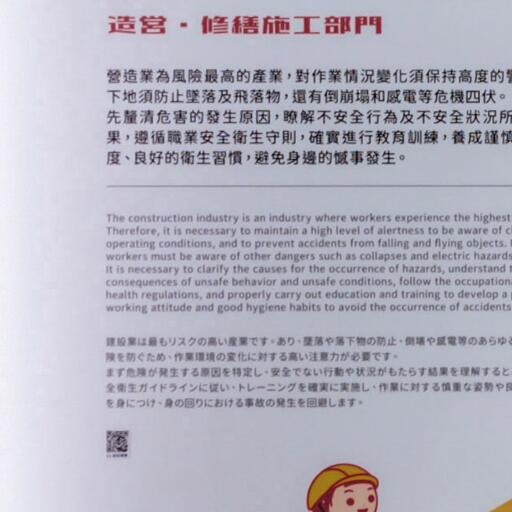 造營・修繕施工部門
營造業為風險最高的產業，對作業情況變化須保持高度的警
下地須防止墜落及飛落物，還有倒崩塌和感電等危機四伏。
先釐清危害的發生原因，瞭解不安全行為及不安全狀況所
果，遵循職業安全衛生守則，確實進行教育訓練，養成謹慎
度、良好的衛生習慣，避免身邊的憾事發生。
The construction industry is an industry where workers experience the highest
Therefore, it is necessary to maintain a high level of alertness to be aware of c
operating conditions, and to prevent accidents from falling and flying objects.
workers must be aware of other dangers such as collapses and electric hazards
It is necessary to clarify the causes for the occurrence of hazards, understand t
consequences of unsafe behavior and unsafe conditions, follow the occupation
health regulations, and properly carry out education and training to develop a
working attitude and good hygiene habits to avoid the occurrence of accidents
建設業は最もリスクの高い産業です。あり、墜落や落下物の防止、倒壊や感電等のあらゆる
険を防ぐため、作業環境の変化に対する高い注意力が必要です。
まず危険が発生する原因を特定し、安全でない行動や状況がもたらす結果を理解すると
全衛生ガイドラインに従い、トレーニングを確実に実施し、作業に対する慎重な姿勢や良
を身につけ、身の回りにおける事故の発生を回避します。